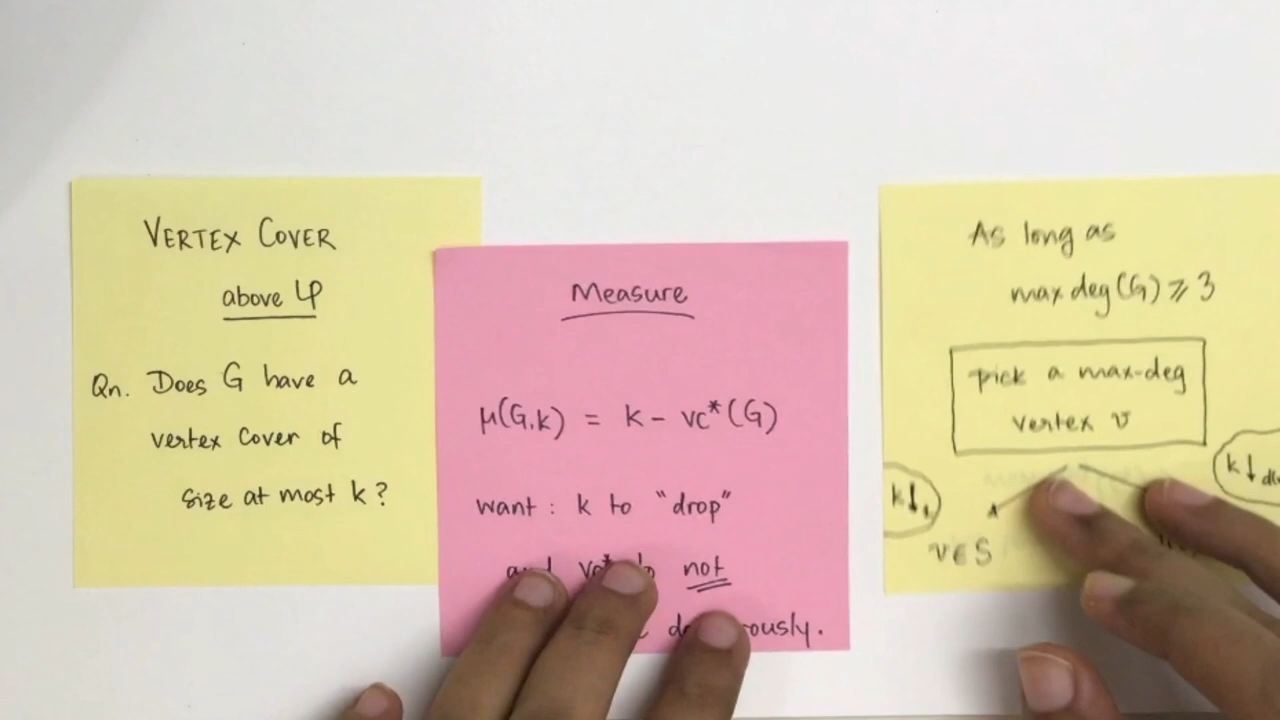 VERTEX COVER
above LP
Qn. Does G have a
vertex cover of
size at most k?
Measure
μ(G,k) = k - vc*(G)
want: k to "drop"
not
As long as
max deg(G) ⩾ 3
pick a max-deg
vertex v
k↓1
k↓
v ∈ S